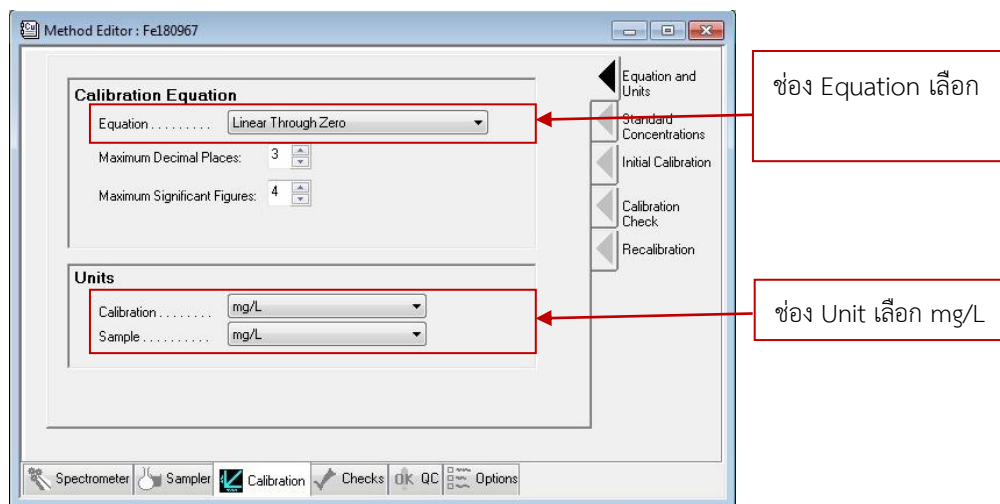 Method Editor : Fe180967
Calibration Equation
Equation ......... Linear Through Zero
Maximum Decimal Places: 3
Maximum Significant Figures: 4
Units
Calibration ........ mg/L
Sample .......... mg/L
Equation and
Units
Standard
Concentrations
Initial Calibration
Calibration
Check
Recalibration
ช่อง Equation เลือก
ช่อง Unit เลือก mg/L
Spectrometer Sampler Calibration Checks OK QC Options